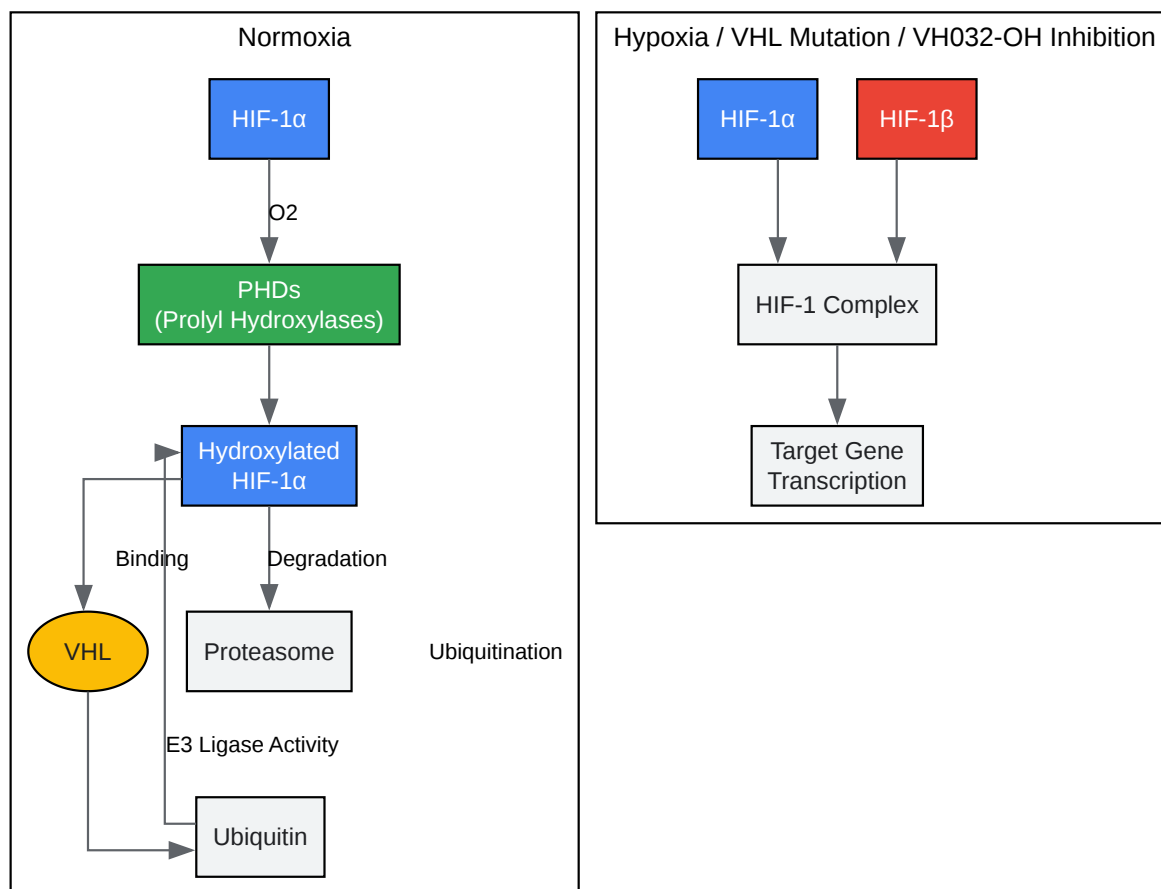 Normoxia
HIF-1α
O2
PHDs
(Prolyl Hydroxylases)
Hydroxylated
HIF-1α
Binding
Degradation
VHL
Proteasome
Ubiquitination
E3 Ligase Activity
Ubiquitin
Hypoxia / VHL Mutation / VH032-OH Inhibition
HIF-1α
HIF-1β
HIF-1 Complex
Target Gene
Transcription